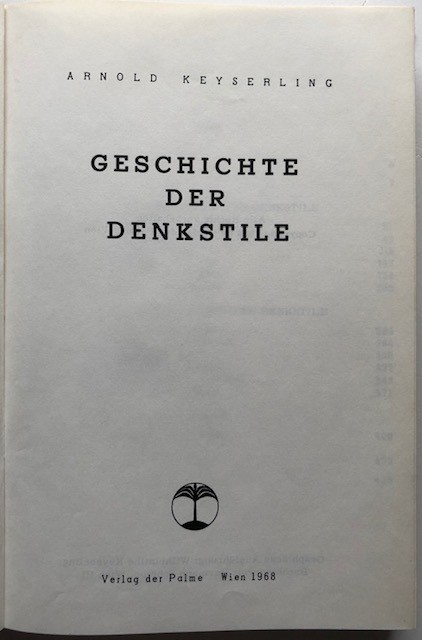 ARNOLD KEYSERLING
GESCHICHTE
DER
DENKSTILE
Verlag der Palme Wien 1968